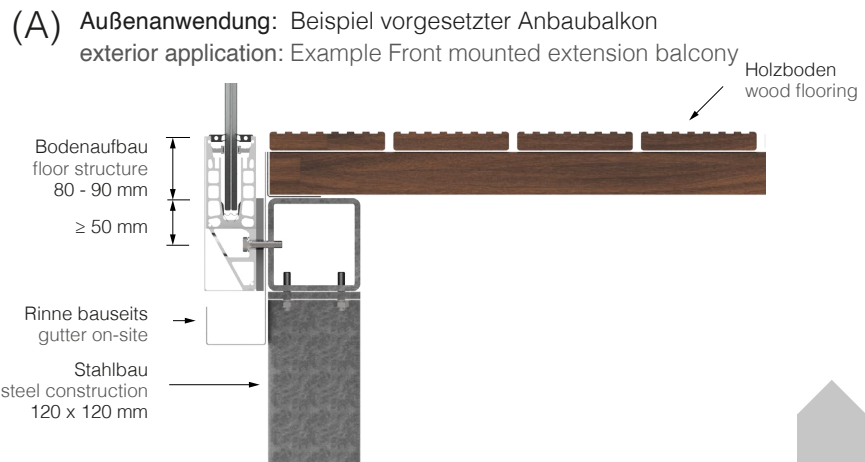 (A) Außenanwendung: Beispiel vorgesetzter Anbaubalkon
exterior application: Example Front mounted extension balcony
Holzboden
wood flooring
Bodenaufbau
floor structure
80 - 90 mm
≥ 50 mm
Rinne bauseits
gutter on-site
Stahlbau
steel construction
120 x 120 mm